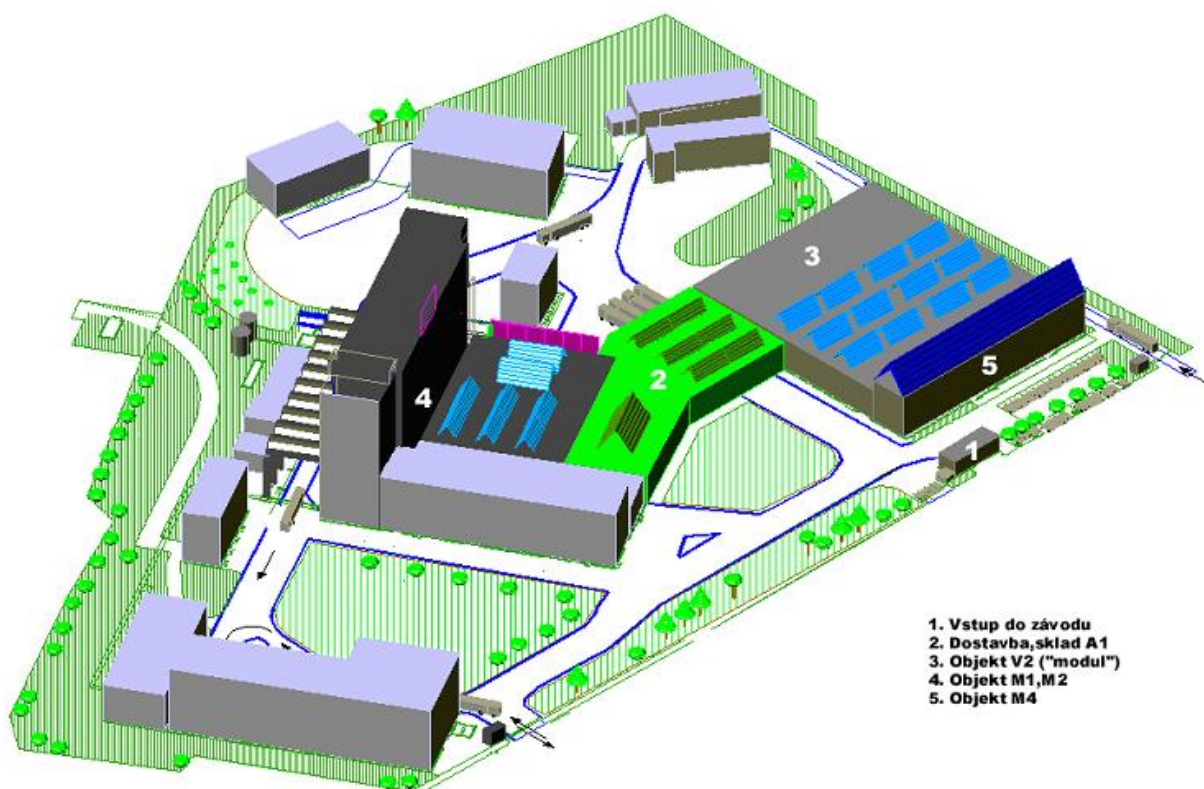 3
5
2
4
1
1. Vstup do závodu
2. Dostavba,sklad A1
3. Objekt V2 ("modul")
4. Objekt M1,M2
5. Objekt M4